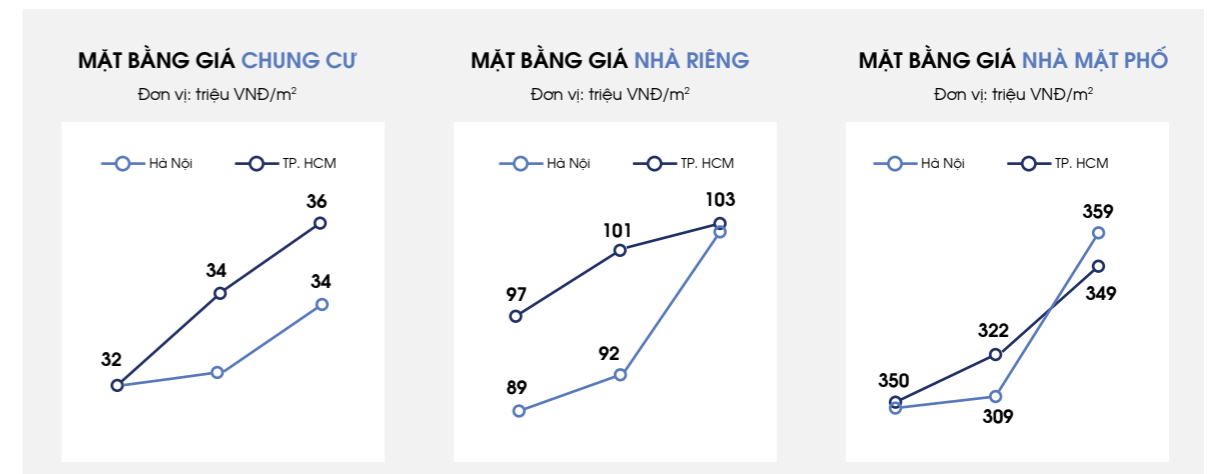 MẶT BẰNG GIÁ CHUNG CƯ
Đơn vị: triệu VNĐ/m²
Hà Nội
TP. HCM
36
34
34
32
MẶT BẰNG GIÁ NHÀ RIÊNG
Đơn vị: triệu VNĐ/m²
Hà Nội
TP. HCM
103
101
97
92
89
MẶT BẰNG GIÁ NHÀ MẶT PHỐ
Đơn vị: triệu VNĐ/m²
Hà Nội
TP. HCM
359
349
322
350
309